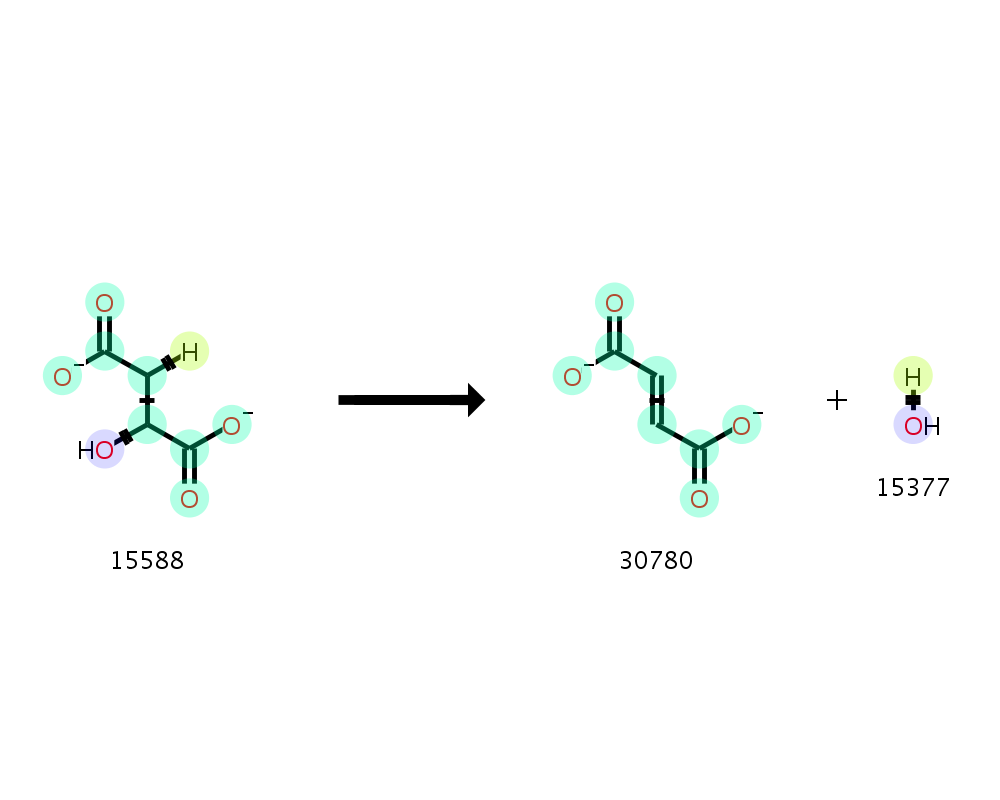 O O
H H
O⁻ O⁻ +
O⁻ O⁻ H
HO OH
O O
15377
15588 30780